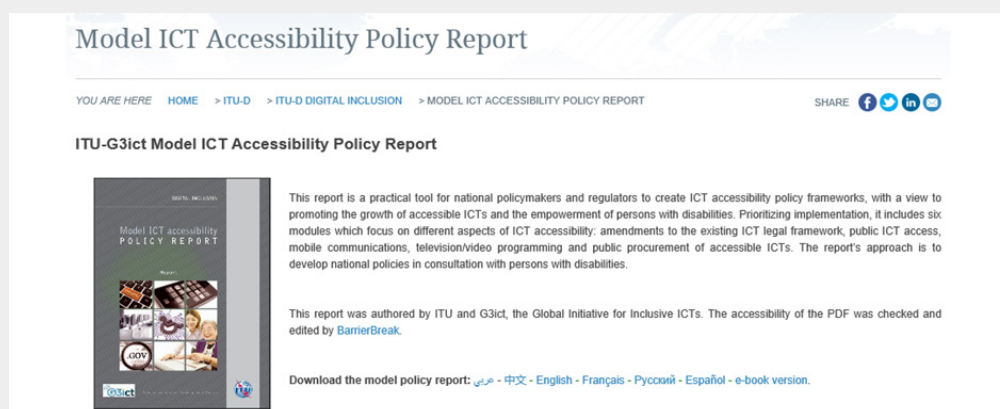 Model ICT Accessibility Policy Report
YOU ARE HERE HOME > ITU-D > ITU-D DIGITAL INCLUSION > MODEL ICT ACCESSIBILITY POLICY REPORT
SHARE
ITU-G3ict Model ICT Accessibility Policy Report
DIGITAL INCLUSION
Model ICT accessibility
POLICY REPORT
Report
.GOV
G3ict
This report is a practical tool for national policymakers and regulators to create ICT accessibility policy frameworks, with a view to
promoting the growth of accessible ICTs and the empowerment of persons with disabilities. Prioritizing implementation, it includes six
modules which focus on different aspects of ICT accessibility: amendments to the existing ICT legal framework, public ICT access,
mobile communications, television/video programming and public procurement of accessible ICTs. The report's approach is to
develop national policies in consultation with persons with disabilities.
This report was authored by ITU and G3ict, the Global Initiative for Inclusive ICTs. The accessibility of the PDF was checked and
edited by BarrierBreak.
Download the model policy report: عربي - 中文 - English - Français - Русский - Español - e-book version.